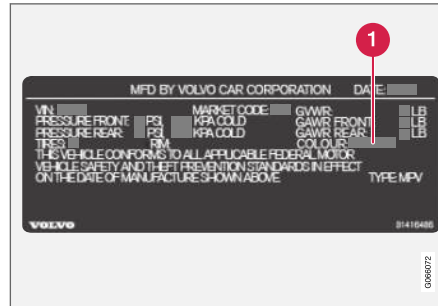 1
MFD BY VOLVO CAR CORPORATION DATE:
VIN: MARKET CODE: GVWR: LB
PRESSURE FRONT: PSI, KPA COLD GAWR FRONT: LB
PRESSURE REAR: PSI, KPA COLD GAWR REAR: LB
TIRES: RIM: COLOUR:
THIS VEHICLE CONFORMS TO ALL APPLICABLE FEDERAL MOTOR
VEHICLE SAFETY AND THEFT PREVENTION STANDARDS IN EFFECT
ON THE DATE OF MANUFACTURE SHOWN ABOVE. TYPE: MPV
VOLVO 31416486
G066072